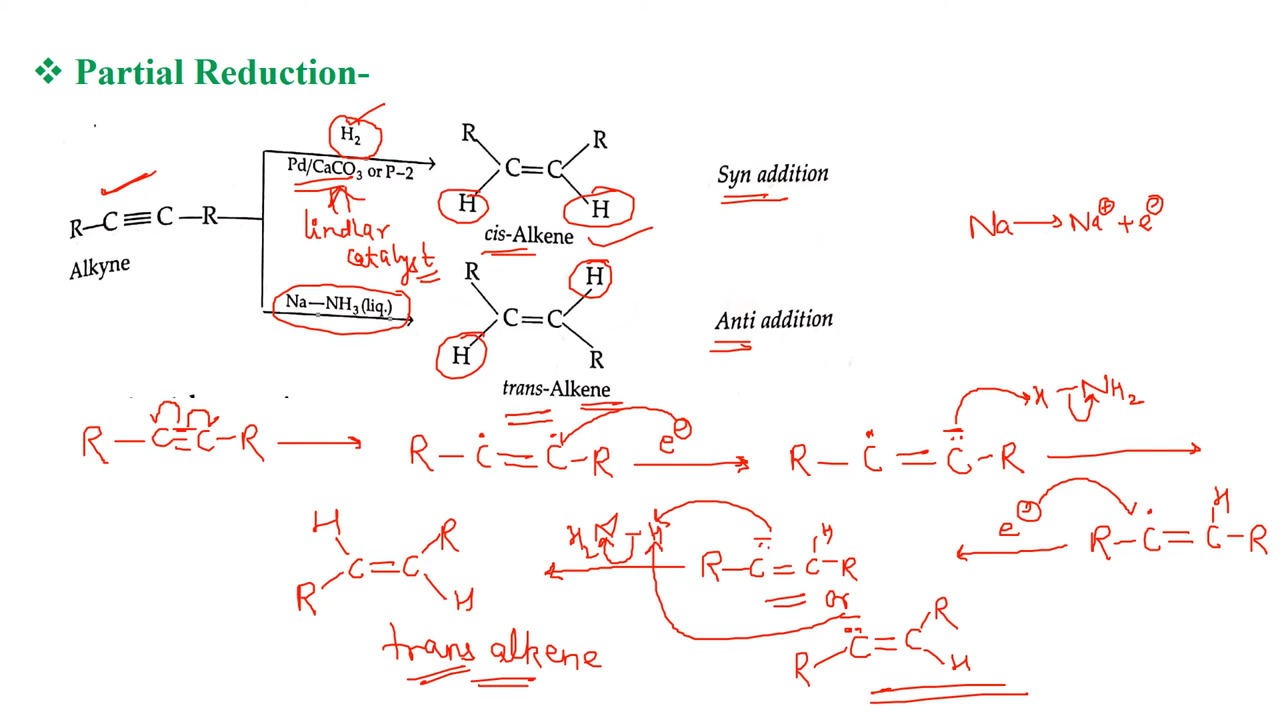 ❖ Partial Reduction-
H2
Pd/CaCO3 or P-2
lindlar
catalyst
R—C≡C—R
Alkyne
R R
C=C
H H
cis-Alkene
Syn addition
Na → Na⊕ + e⊖
Na—NH3 (liq.)
R H
C=C
H R
trans-Alkene
Anti addition
R—C≡C—R
R—Ċ=Ċ—R
e⊖
R—Ċ=C̈—R
H—NH2
e⊖
H
R—Ċ=C—R
H2N—H
H
R—C̈=C—R
or
R
C̈=C
R H
H R
C=C
R H
trans alkene